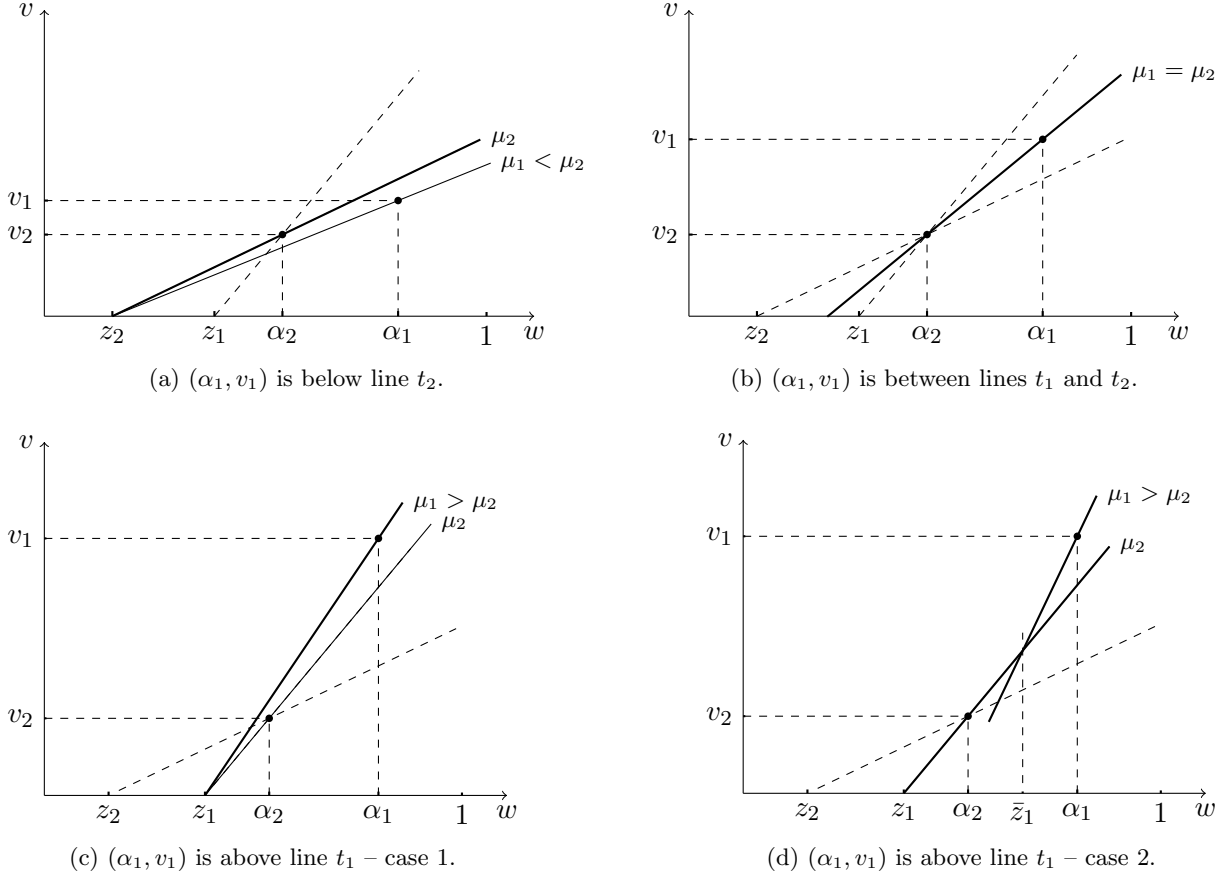 v
μ₂
μ₁ < μ₂
v₁
v₂
z₂ z₁ α₂ α₁ 1 w
(a) (α₁, v₁) is below line t₂.
v
μ₁ = μ₂
v₁
v₂
z₂ z₁ α₂ α₁ 1 w
(b) (α₁, v₁) is between lines t₁ and t₂.
v
μ₁ > μ₂
μ₂
v₁
v₂
z₂ z₁ α₂ α₁ 1 w
(c) (α₁, v₁) is above line t₁ – case 1.
v
μ₁ > μ₂
v₁
μ₂
v₂
z₂ z₁ α₂ z̃₁ α₁ 1 w
(d) (α₁, v₁) is above line t₁ – case 2.